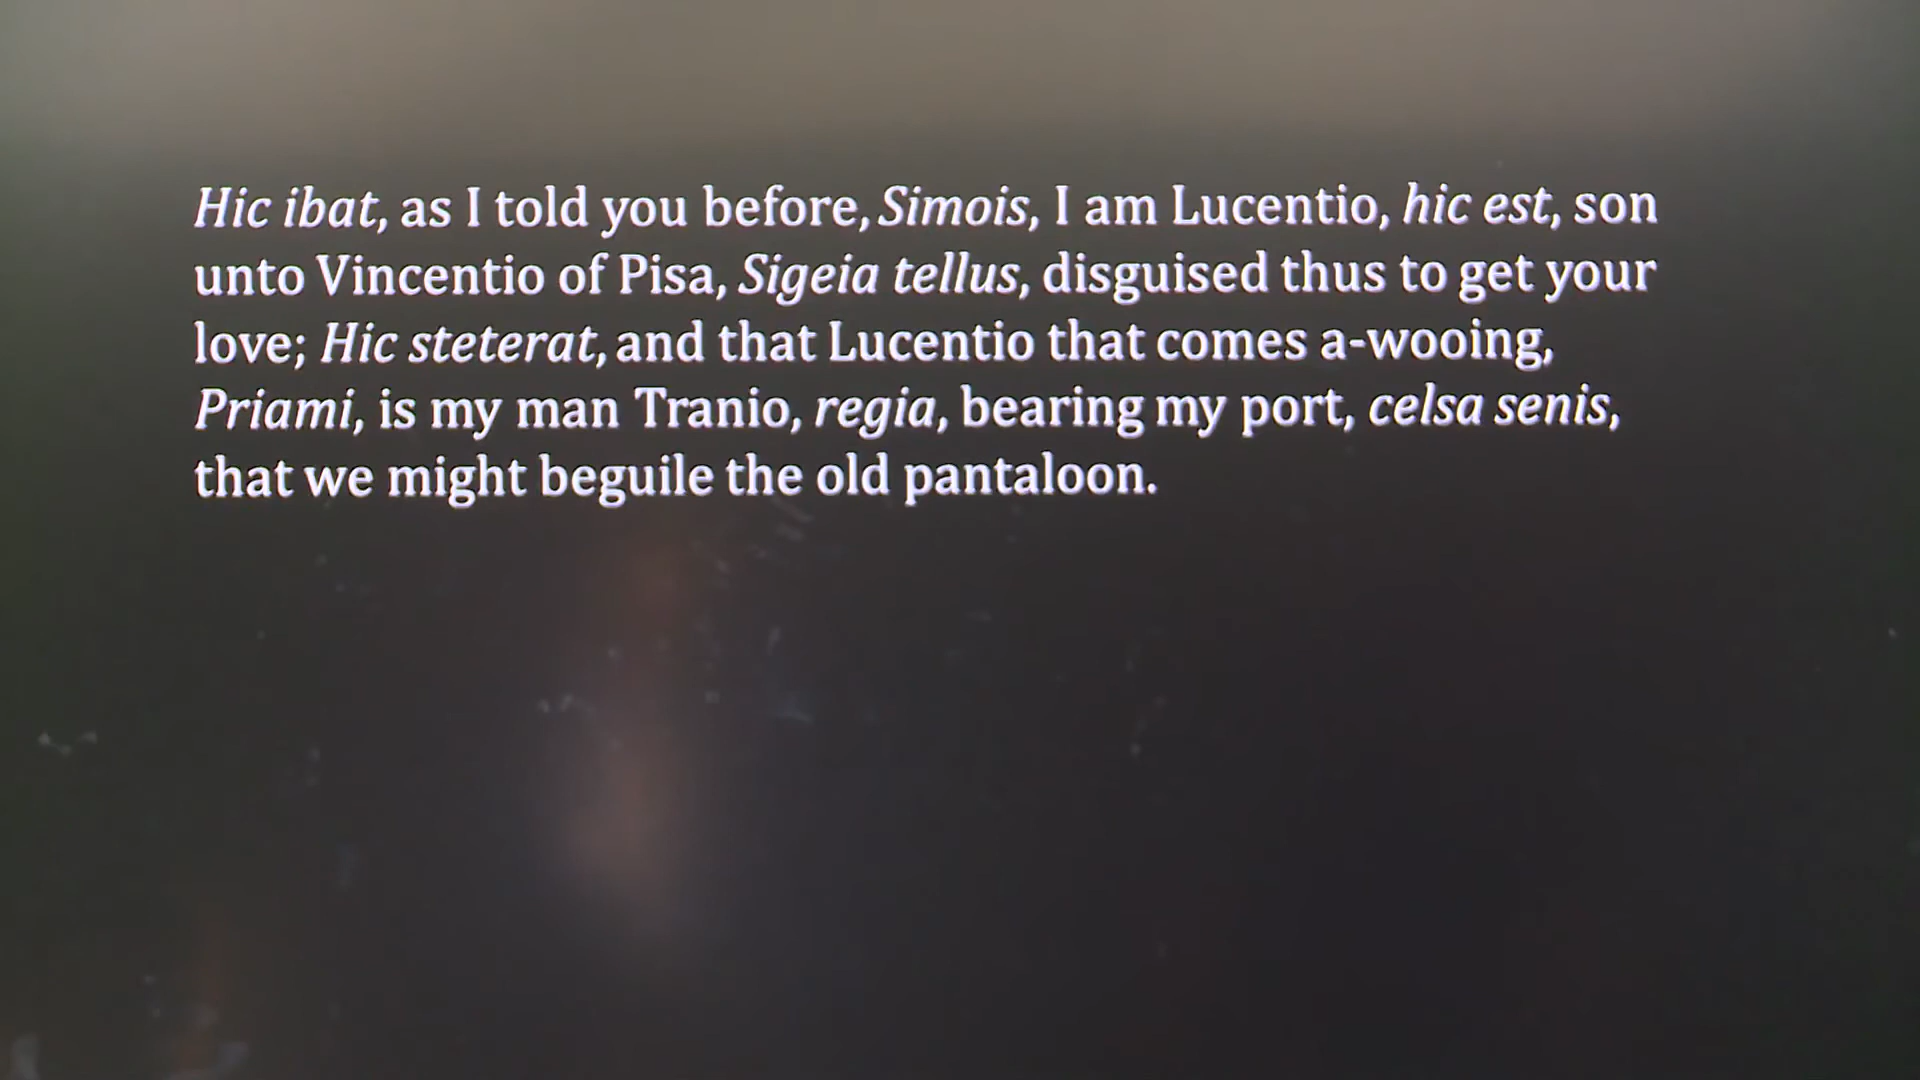 Hic ibat, as I told you before, Simois, I am Lucentio, hic est, son
unto Vincentio of Pisa, Sigeia tellus, disguised thus to get your
love; Hic steterat, and that Lucentio that comes a-wooing,
Priami, is my man Tranio, regia, bearing my port, celsa senis,
that we might beguile the old pantaloon.